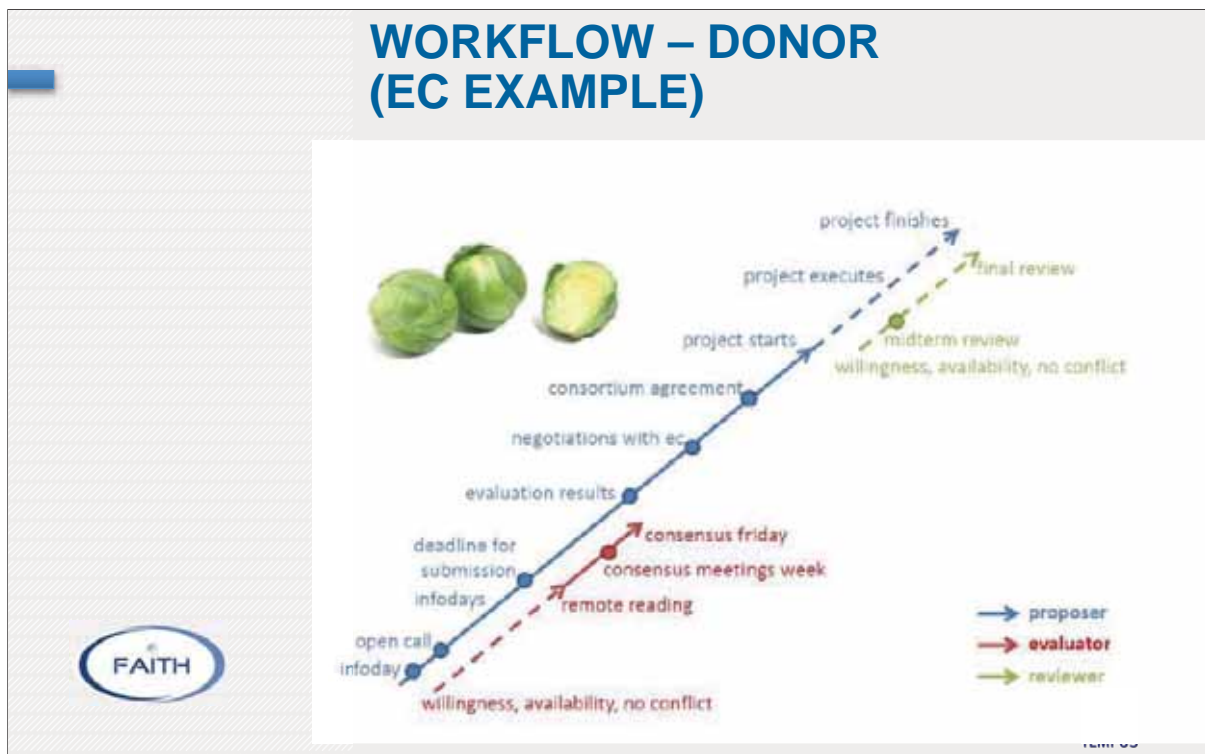 WORKFLOW – DONOR
(EC EXAMPLE)
project finishes
final review
project executes
project starts
midterm review
willingness, availability, no conflict
consortium agreement
negotiations with ec
evaluation results
consensus friday
deadline for
submission
consensus meetings week
infodays
remote reading
open call
infoday
willingness, availability, no conflict
proposer
evaluator
reviewer
FAITH